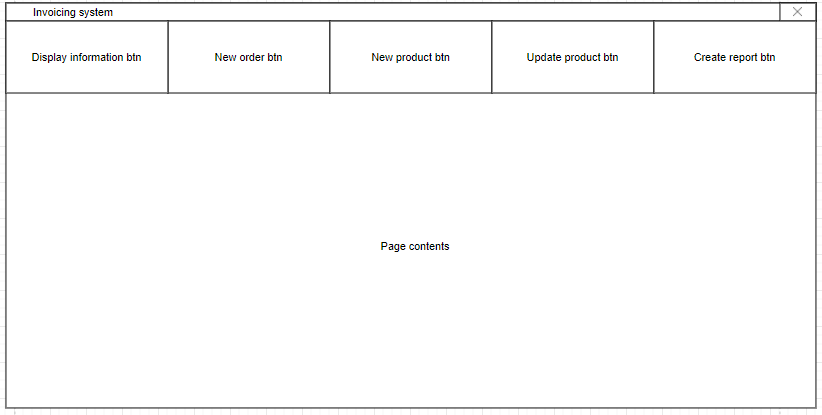 Invoicing system
Display information btn
New order btn
New product btn
Update product btn
Create report btn
Page contents